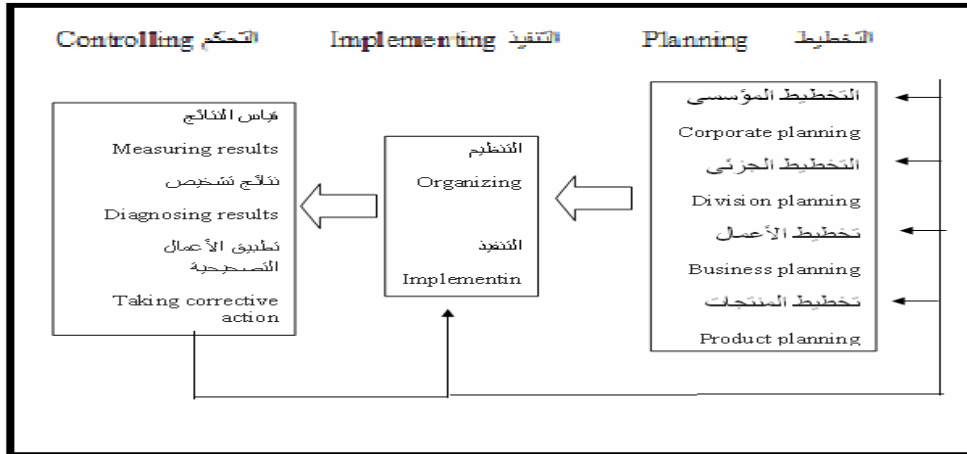 Planning التخطيط
Implementing التنفيذ
Controlling التحكم
التخطيط المؤسسى
Corporate planning
التخطيط الجزئى
Division planning
تخطيط الأعمال
Business planning
تخطيط المنتجات
Product planning
التنظيم
Organizing
التنفيذ
Implementin
قياس النتائج
Measuring results
نتائج تشخيص
Diagnosing results
تطبيق الأعمال
التصحيحية
Taking corrective
action